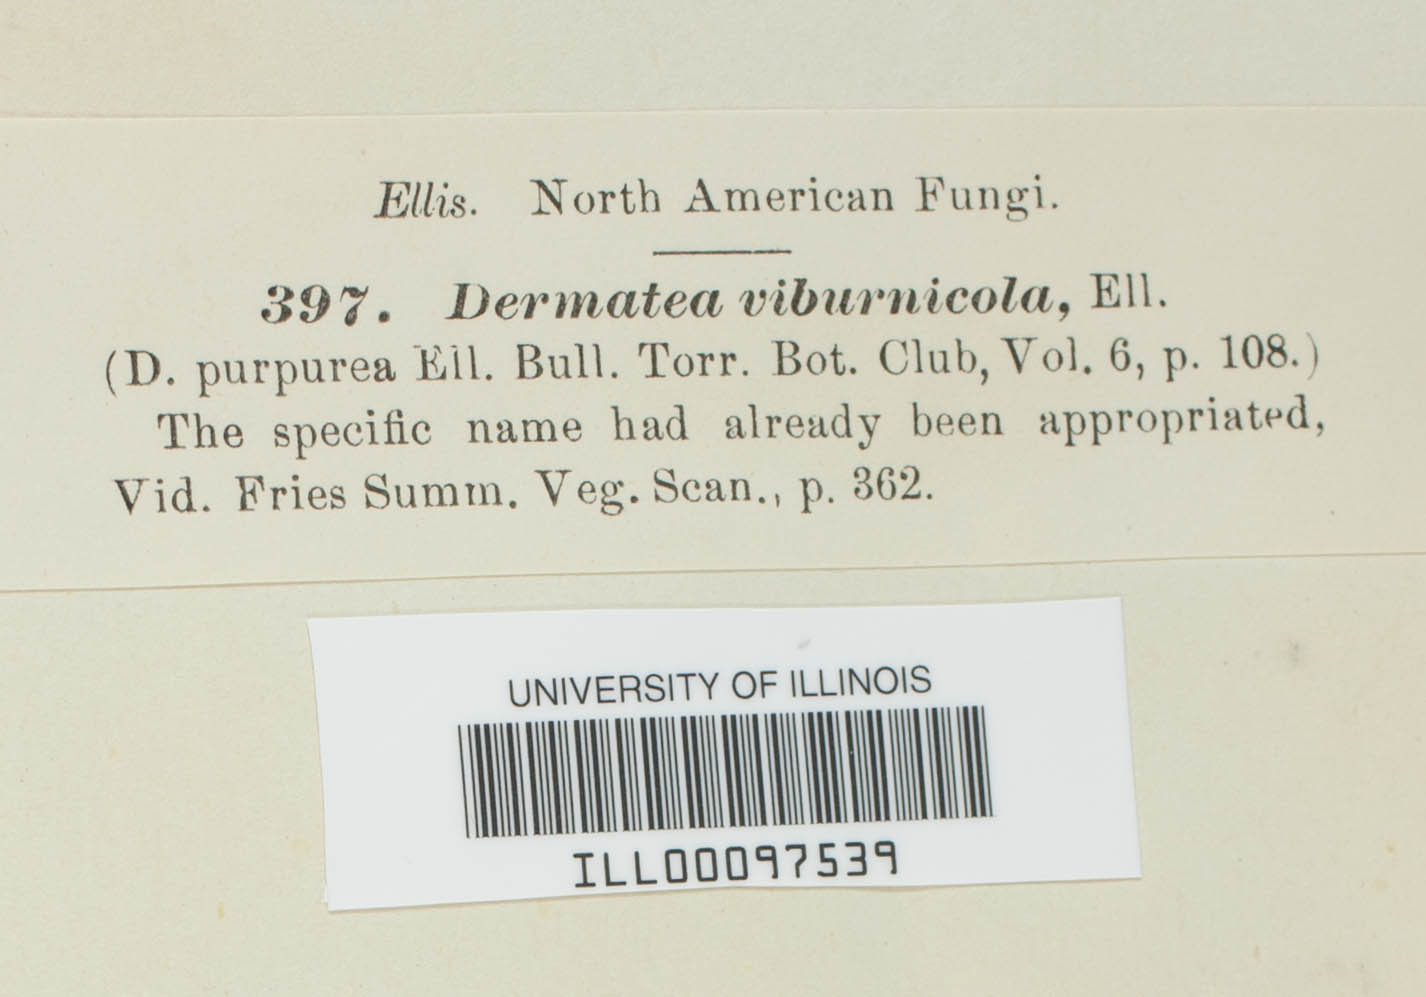 Ellis. North American Fungi.
397. Dermatea viburnicola, Ell.
(D. purpurea Ell. Bull. Torr. Bot. Club, Vol. 6, p. 108.)
The specific name had already been appropriated,
Vid. Fries Summ. Veg. Scan., p. 362.
UNIVERSITY OF ILLINOIS
ILL00097539